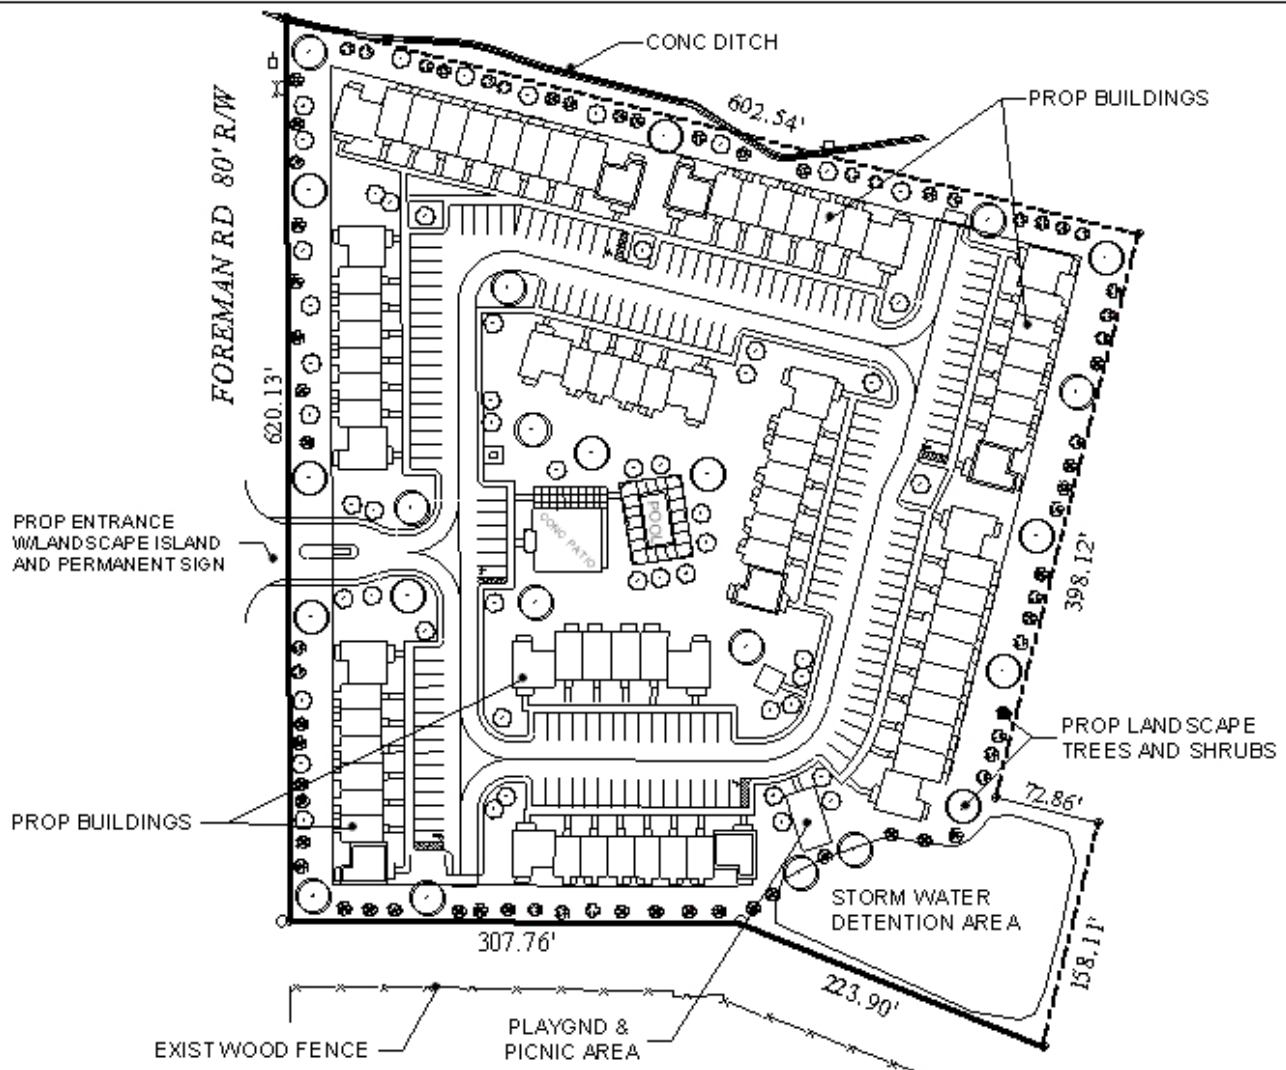 CONC DITCH
602.54'
PROP BUILDINGS
FOREMAN RD 80' R/W
620.13'
PROP ENTRANCE
W/LANDSCAPE ISLAND
AND PERMANENT SIGN
CONC PATIO
POOL
398.12'
PROP LANDSCAPE
TREES AND SHRUBS
72.86'
PROP BUILDINGS
STORM WATER
DETENTION AREA
158.11'
307.76'
223.90'
EXIST WOOD FENCE
PLAYGND &
PICNIC AREA